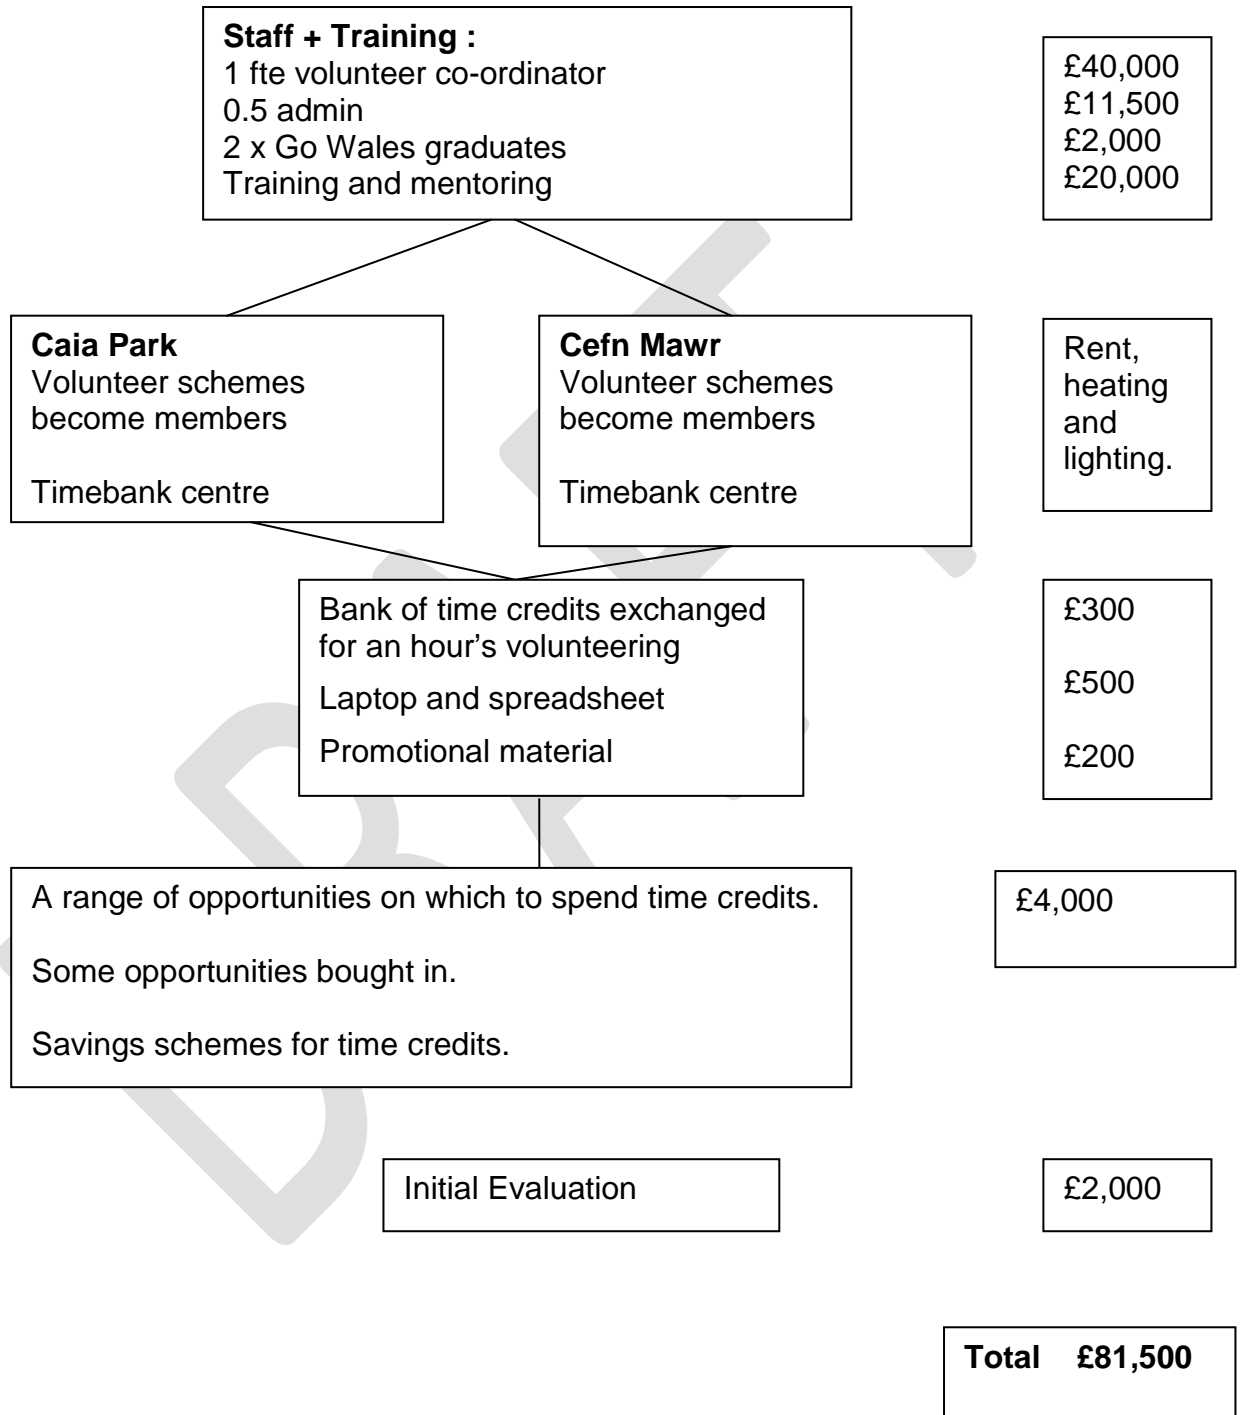 Staff + Training :
1 fte volunteer co-ordinator
0.5 admin
2 x Go Wales graduates
Training and mentoring
£40,000
£11,500
£2,000
£20,000
Caia Park
Volunteer schemes
become members
Timebank centre
Cefn Mawr
Volunteer schemes
become members
Timebank centre
Rent,
heating
and
lighting.
Bank of time credits exchanged
for an hour’s volunteering
Laptop and spreadsheet
Promotional material
£300
£500
£200
A range of opportunities on which to spend time credits.
Some opportunities bought in.
Savings schemes for time credits.
£4,000
Initial Evaluation
£2,000
Total £81,500
DRAFT